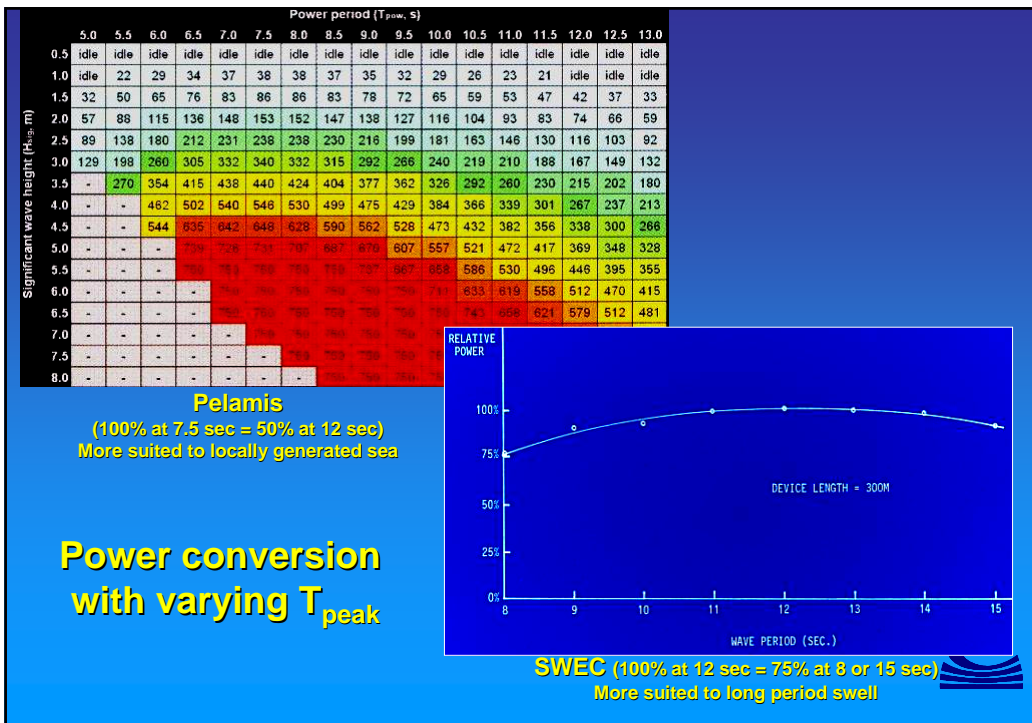 Power period (Tpow, s)
5.0 5.5 6.0 6.5 7.0 7.5 8.0 8.5 9.0 9.5 10.0 10.5 11.0 11.5 12.0 12.5 13.0
Significant wave height (Hsig, m)
0.5 idle idle idle idle idle idle idle idle idle idle idle idle idle idle idle idle idle
1.0 idle 22 29 34 37 38 38 37 35 32 29 26 23 21 idle idle idle
1.5 32 50 65 76 83 86 86 83 78 72 65 59 53 47 42 37 33
2.0 57 88 115 136 148 153 152 147 138 127 116 104 93 83 74 66 59
2.5 89 138 180 212 231 238 238 230 216 199 181 163 146 130 116 103 92
3.0 129 198 260 305 332 340 332 315 292 266 240 219 210 188 167 149 132
3.5 - 270 354 415 438 440 424 404 377 362 326 292 260 230 215 202 180
4.0 - - 462 502 540 546 530 499 475 429 384 366 339 301 267 237 213
4.5 - - 544 635 642 648 628 590 562 528 473 432 382 356 338 300 266
5.0 - - - 607 557 521 472 417 369 348 328
5.5 - - - 586 530 496 446 395 355
6.0 - - - - 633 619 558 512 470 415
6.5 - - - - 621 579 512 481
7.0 - - - - -
7.5 - - - - - -
8.0 - - - - - - -
RELATIVE
POWER
100%
75%
50%
25%
0%
DEVICE LENGTH = 300M
8 9 10 11 12 13 14 15
WAVE PERIOD (SEC.)
Pelamis
(100% at 7.5 sec = 50% at 12 sec)
More suited to locally generated sea
Power conversion
with varying Tpeak
SWEC (100% at 12 sec = 75% at 8 or 15 sec)
More suited to long period swell